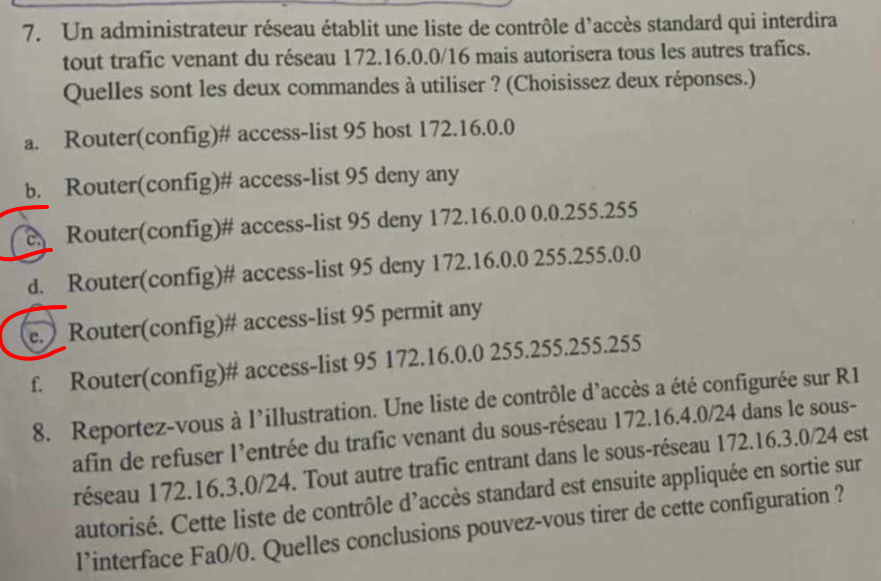 7. Un administrateur réseau établit une liste de contrôle d'accès standard qui interdira
tout trafic venant du réseau 172.16.0.0/16 mais autorisera tous les autres trafics.
Quelles sont les deux commandes à utiliser ? (Choisissez deux réponses.)
a. Router(config)# access-list 95 host 172.16.0.0
b. Router(config)# access-list 95 deny any
c. Router(config)# access-list 95 deny 172.16.0.0 0.0.255.255
d. Router(config)# access-list 95 deny 172.16.0.0 255.255.0.0
e. Router(config)# access-list 95 permit any
f. Router(config)# access-list 95 172.16.0.0 255.255.255.255
8. Reportez-vous à l'illustration. Une liste de contrôle d'accès a été configurée sur R1
afin de refuser l'entrée du trafic venant du sous-réseau 172.16.4.0/24 dans le sous-
réseau 172.16.3.0/24. Tout autre trafic entrant dans le sous-réseau 172.16.3.0/24 est
autorisé. Cette liste de contrôle d'accès standard est ensuite appliquée en sortie sur
l'interface Fa0/0. Quelles conclusions pouvez-vous tirer de cette configuration ?